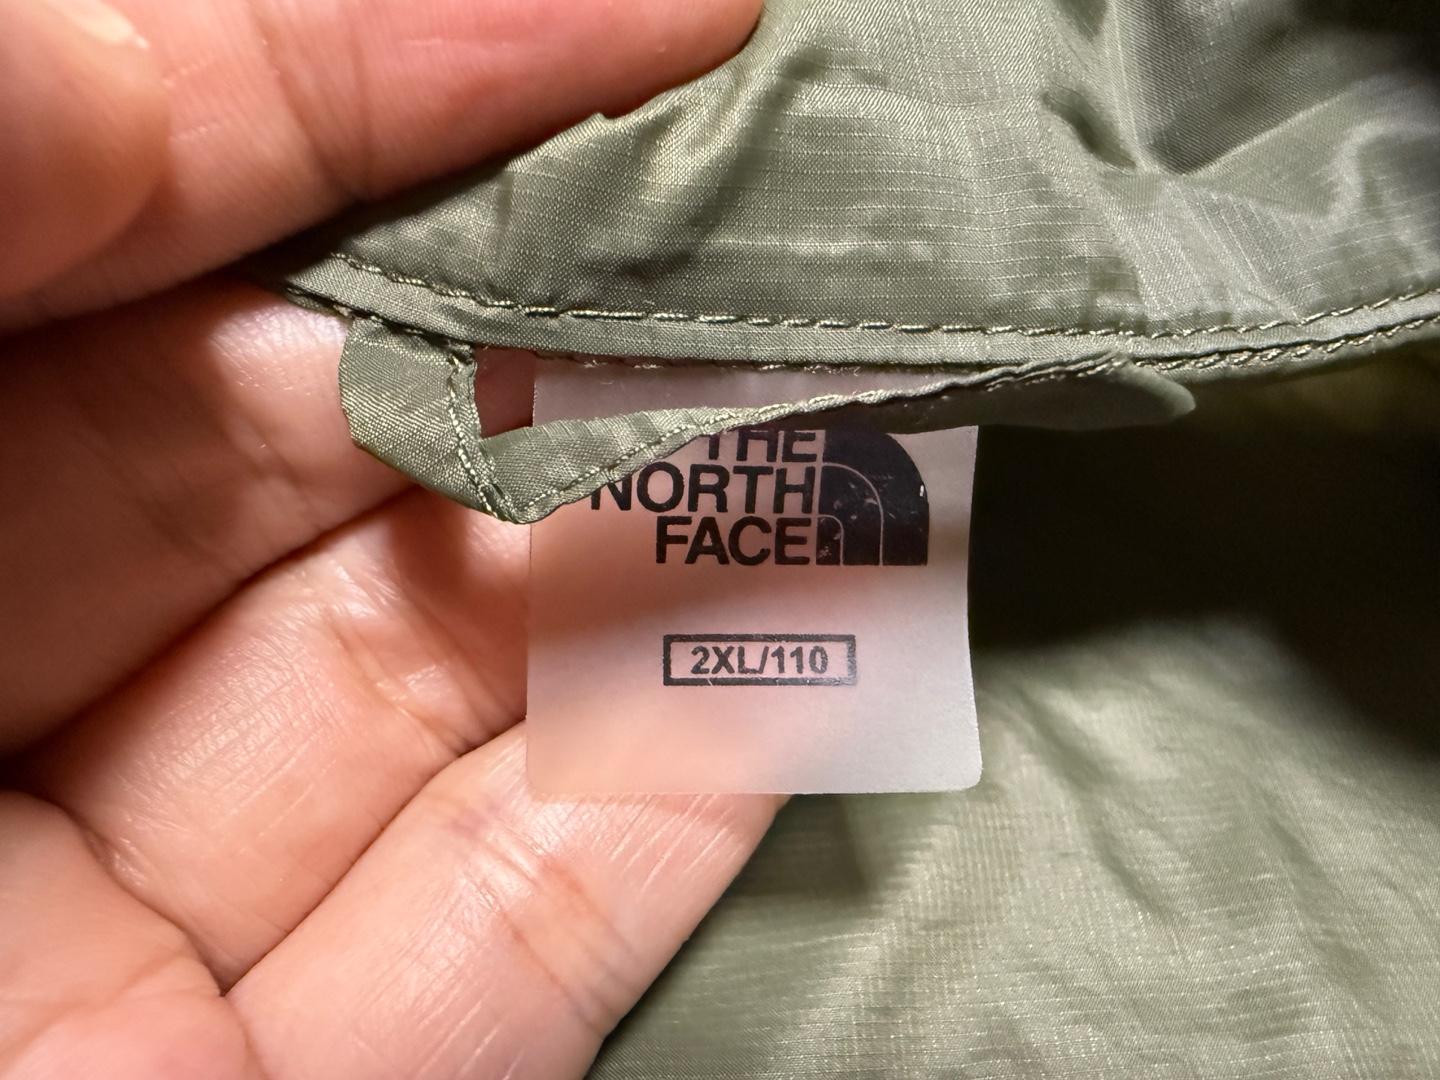 THE
NORTH
FACE
2XL/110